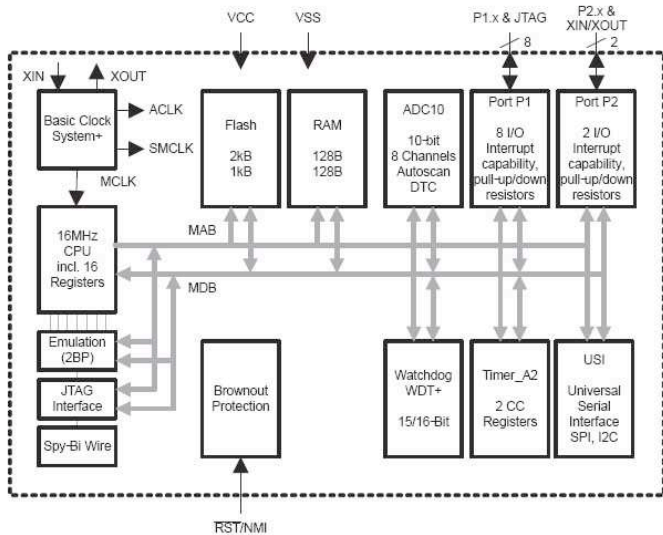 VCC
VSS
P1.x & JTAG
8
P2.x &
XIN/XOUT
2
XIN
XOUT
Basic Clock
System+
ACLK
SMCLK
MCLK
Flash
2kB
1kB
RAM
128B
128B
ADC10
10-bit
8 Channels
Autoscan
DTC
Port P1
8 I/O
Interrupt
capability,
pull-up/down
resistors
Port P2
2 I/O
Interrupt
capability,
pull-up/down
resistors
16MHz
CPU
incl. 16
Registers
MAB
MDB
Emulation
(2BP)
JTAG
Interface
Spy-Bi Wire
Brownout
Protection
Watchdog
WDT+
15/16-Bit
Timer_A2
2 CC
Registers
USI
Universal
Serial
Interface
SPI, I2C
RST/NMI